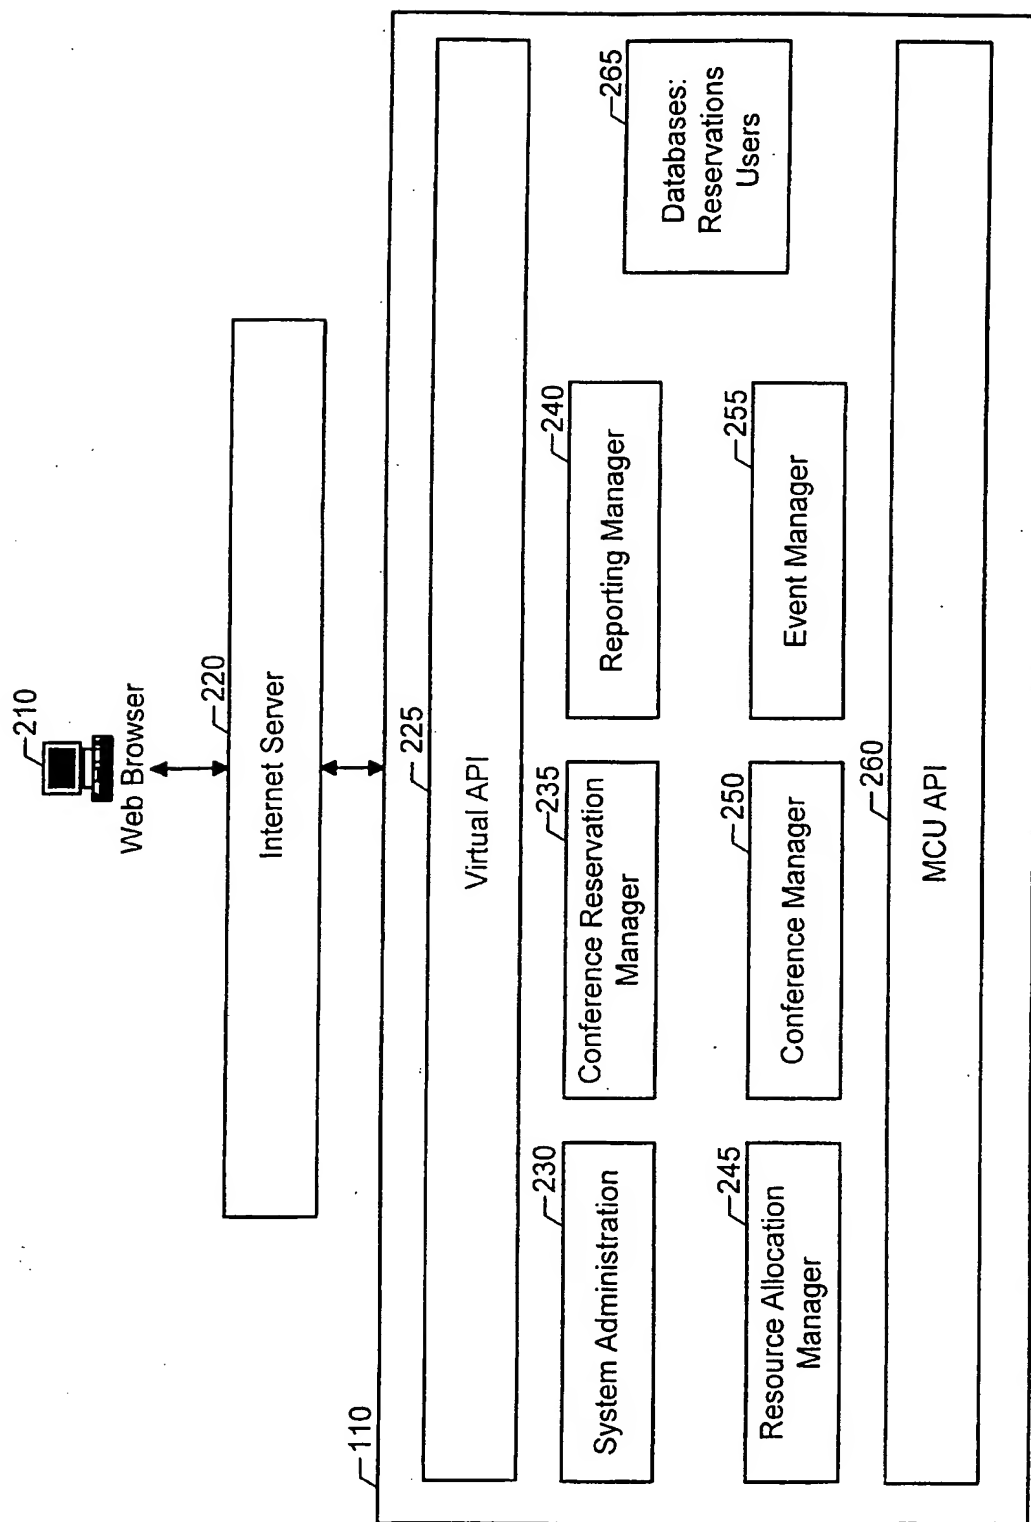 210
Web Browser
220
Internet Server
110
225
Virtual API
230
System Administration
235
Conference Reservation
Manager
240
Reporting Manager
265
Databases:
Reservations
Users
245
Resource Allocation
Manager
250
Conference Manager
255
Event Manager
260
MCU API